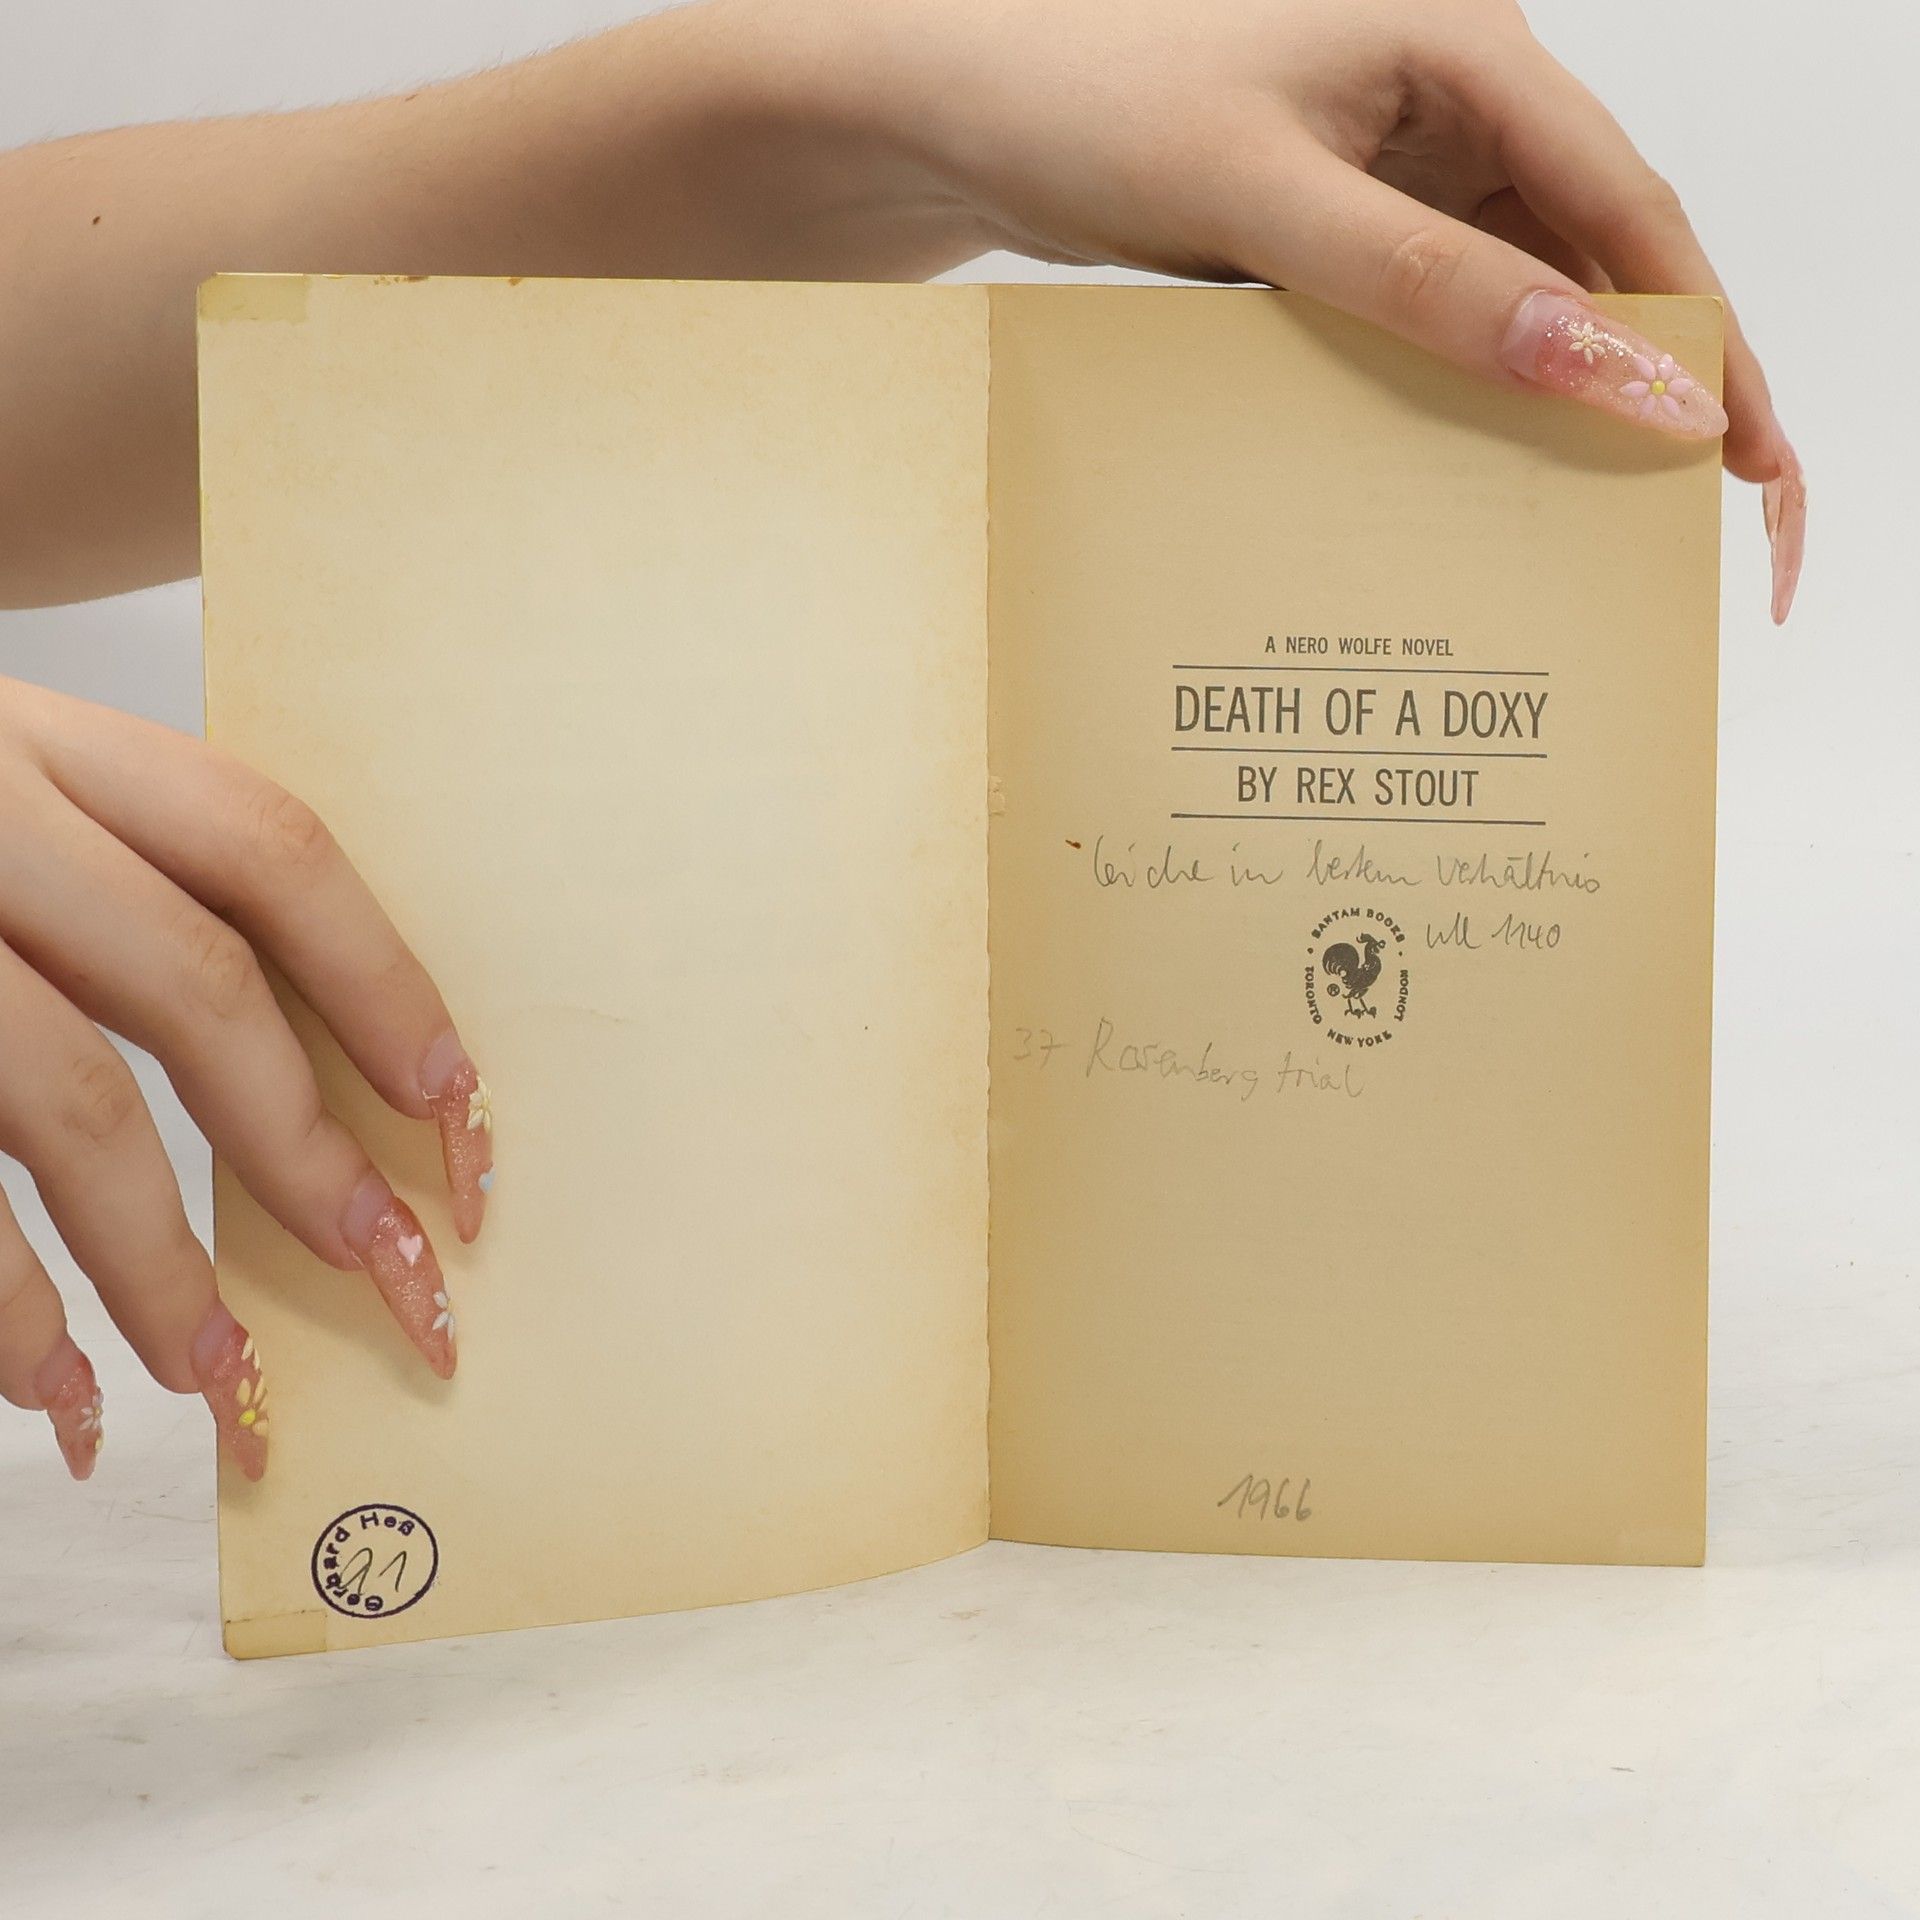 Gerhard Heß
11
A NERO WOLFE NOVEL
DEATH OF A DOXY
BY REX STOUT
Leiche in bestem Verhältnis
1140
BANTAM BOOKS
TORONTO NEW YORK LONDON
®
37 Rosenberg trial
1966